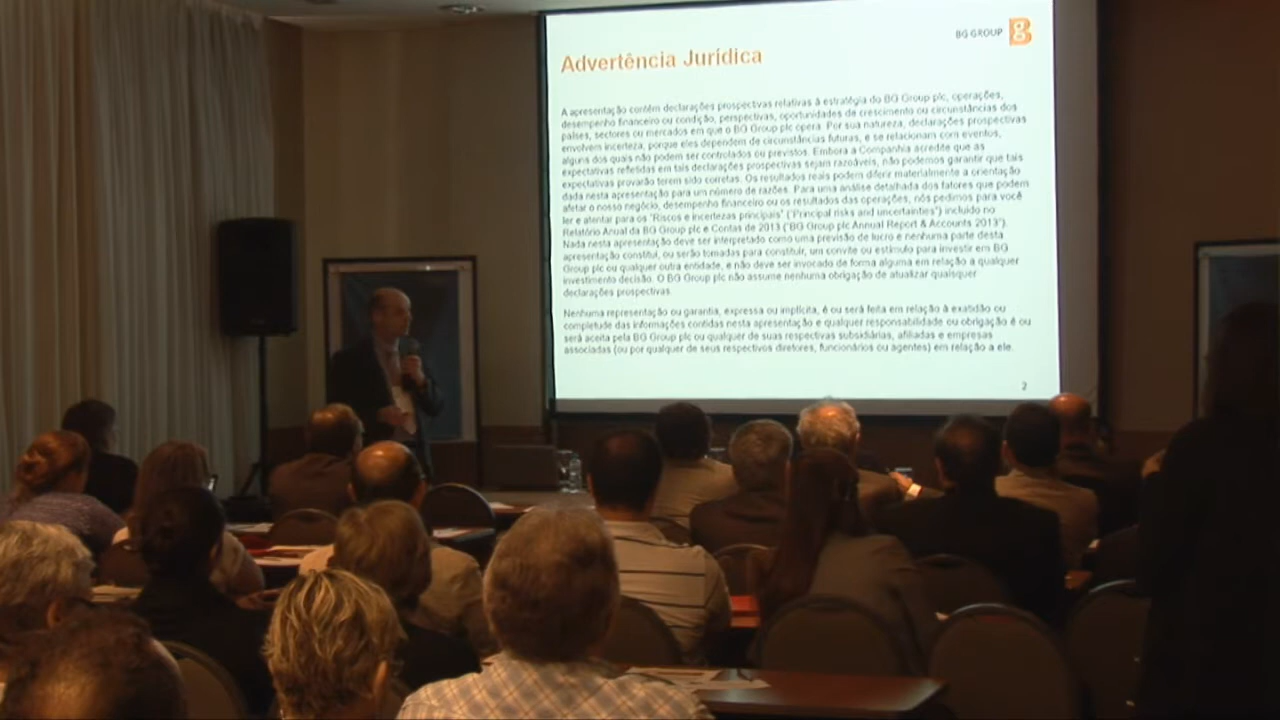 BG GROUP
Advertência Jurídica
A apresentação contêm declarações prospectivas relativas à estratégia do BG Group plc, operações,
desempenho financeiro ou condição, perspectivas, oportunidades de crescimento ou circunstâncias dos
países, sectores ou mercados em que o BG Group plc opera. Por sua natureza, declarações prospectivas
envolvem incerteza, porque eles dependem de circunstâncias futuras, e se relacionam com eventos,
alguns dos quais não podem ser controlados ou previstos. Embora a Companhia acredite que as
expectativas refletidas em tais declarações prospectivas sejam razoáveis, não podemos garantir que tais
expectativas provarão terem sido corretas. Os resultados reais podem diferir materialmente a orientação
dada nesta apresentação para um número de razões. Para uma análise detalhada dos fatores que podem
afetar o nosso negócio, desempenho financeiro ou os resultados das operações, nós pedimos para você
ler e atentar para os "Riscos e incertezas principais" ("Principal risks and uncertainties") incluído no
Relatório Anual da BG Group plc e Contas de 2013 ("BG Group plc Annual Report & Accounts 2013").
Nada nesta apresentação deve ser interpretado como uma previsão de lucro e nenhuma parte desta
apresentação constitui, ou serão tomadas para constituir, um convite ou estímulo para investir em BG
Group plc ou qualquer outra entidade, e não deve ser invocado de forma alguma em relação a qualquer
investimento decisão. O BG Group plc não assume nenhuma obrigação de atualizar quaisquer
declarações prospectivas.
Nenhuma representação ou garantia, expressa ou implícita, é ou será feita em relação à exatidão ou
completude das informações contidas nesta apresentação e qualquer responsabilidade ou obrigação é ou
será aceita pela BG Group plc ou qualquer de suas respectivas subsidiárias, afiliadas e empresas
associadas (ou por qualquer de seus respectivos diretores, funcionários ou agentes) em relação a ele.
2